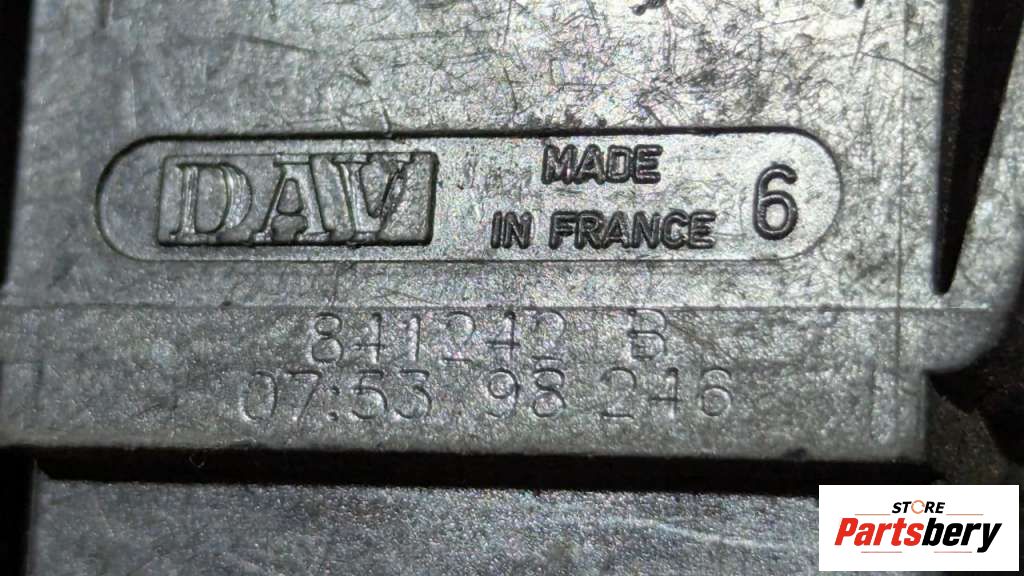 DAV
MADE
IN FRANCE
6
841242 B
07:53 98 246
STORE
Partsbery